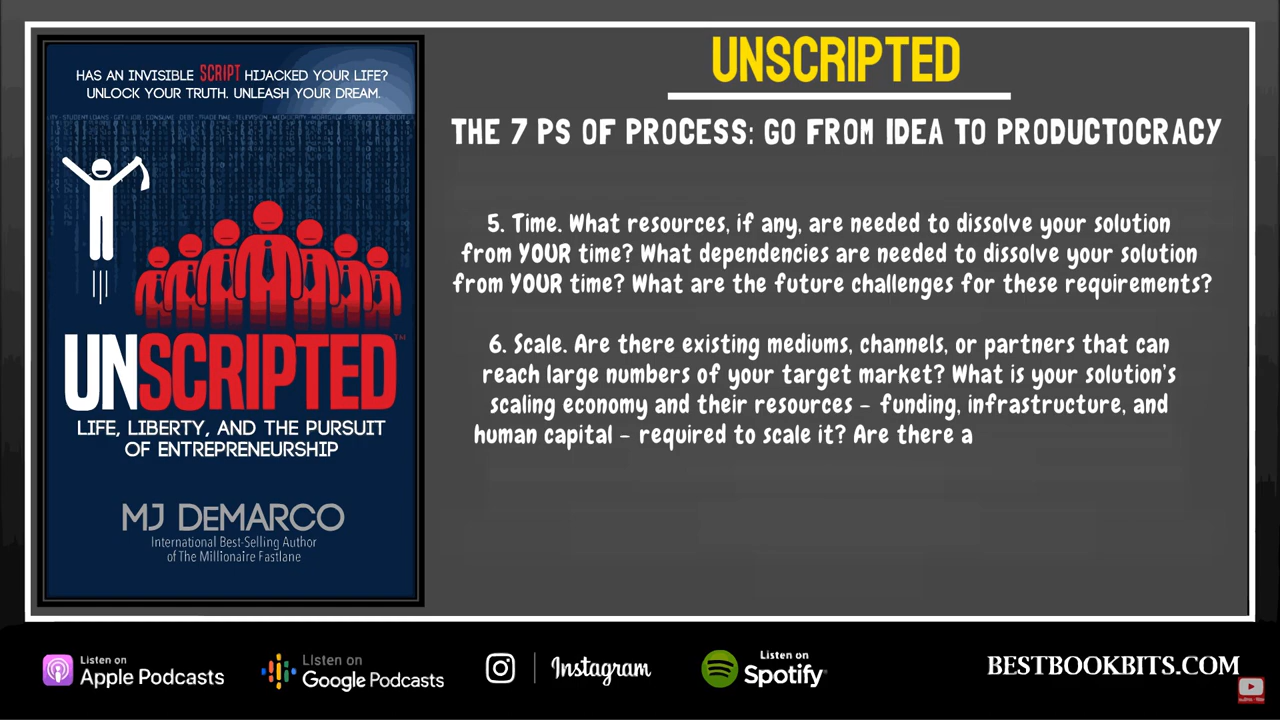 HAS AN INVISIBLE SCRIPT HIJACKED YOUR LIFE?
UNLOCK YOUR TRUTH. UNLEASH YOUR DREAM.
UNSCRIPTED™
LIFE, LIBERTY, AND THE PURSUIT
OF ENTREPRENEURSHIP
MJ DEMARCO
International Best-Selling Author
of The Millionaire Fastlane
UNSCRIPTED
THE 7 PS OF PROCESS: GO FROM IDEA TO PRODUCTOCRACY
5. Time. What resources, if any, are needed to dissolve your solution
from YOUR time? What dependencies are needed to dissolve your solution
from YOUR time? What are the future challenges for these requirements?
6. Scale. Are there existing mediums, channels, or partners that can
reach large numbers of your target market? What is your solution's
scaling economy and their resources – funding, infrastructure, and
human capital – required to scale it? Are there a
Listen on
Apple Podcasts
Listen on
Google Podcasts
Instagram
Listen on
Spotify
BESTBOOKBITS.COM